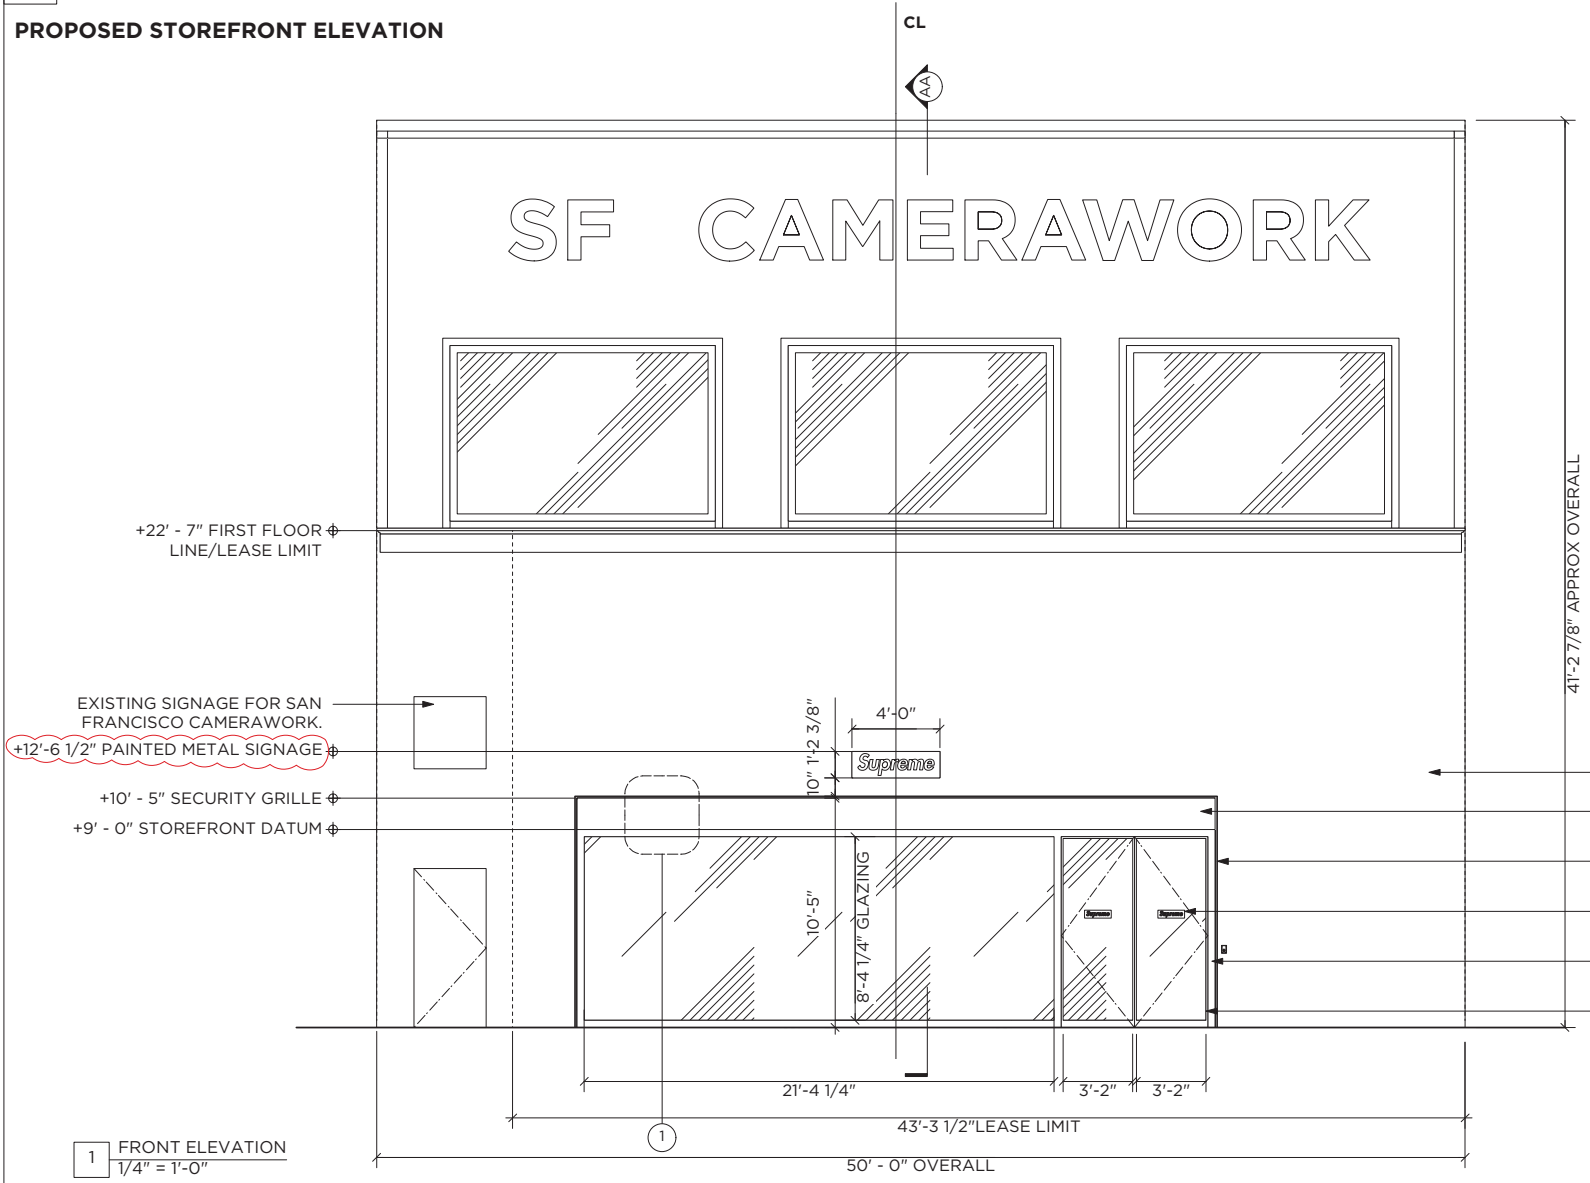 PROPOSED STOREFRONT ELEVATION
CL
AA
SF CAMERAWORK
+22' - 7" FIRST FLOOR
LINE/LEASE LIMIT
41'-2 7/8" APPROX OVERALL
EXISTING SIGNAGE FOR SAN
FRANCISCO CAMERAWORK.
+12'-6 1/2" PAINTED METAL SIGNAGE
+10' - 5" SECURITY GRILLE
+9' - 0" STOREFRONT DATUM
4'-0"
1'-2 3/8"
10"
Supreme
10'-5"
8'-4 1/4" GLAZING
Supreme
Supreme
21'-4 1/4"
3'-2"
3'-2"
43'-3 1/2"LEASE LIMIT
1
50' - 0" OVERALL
1
FRONT ELEVATION
1/4" = 1'-0"